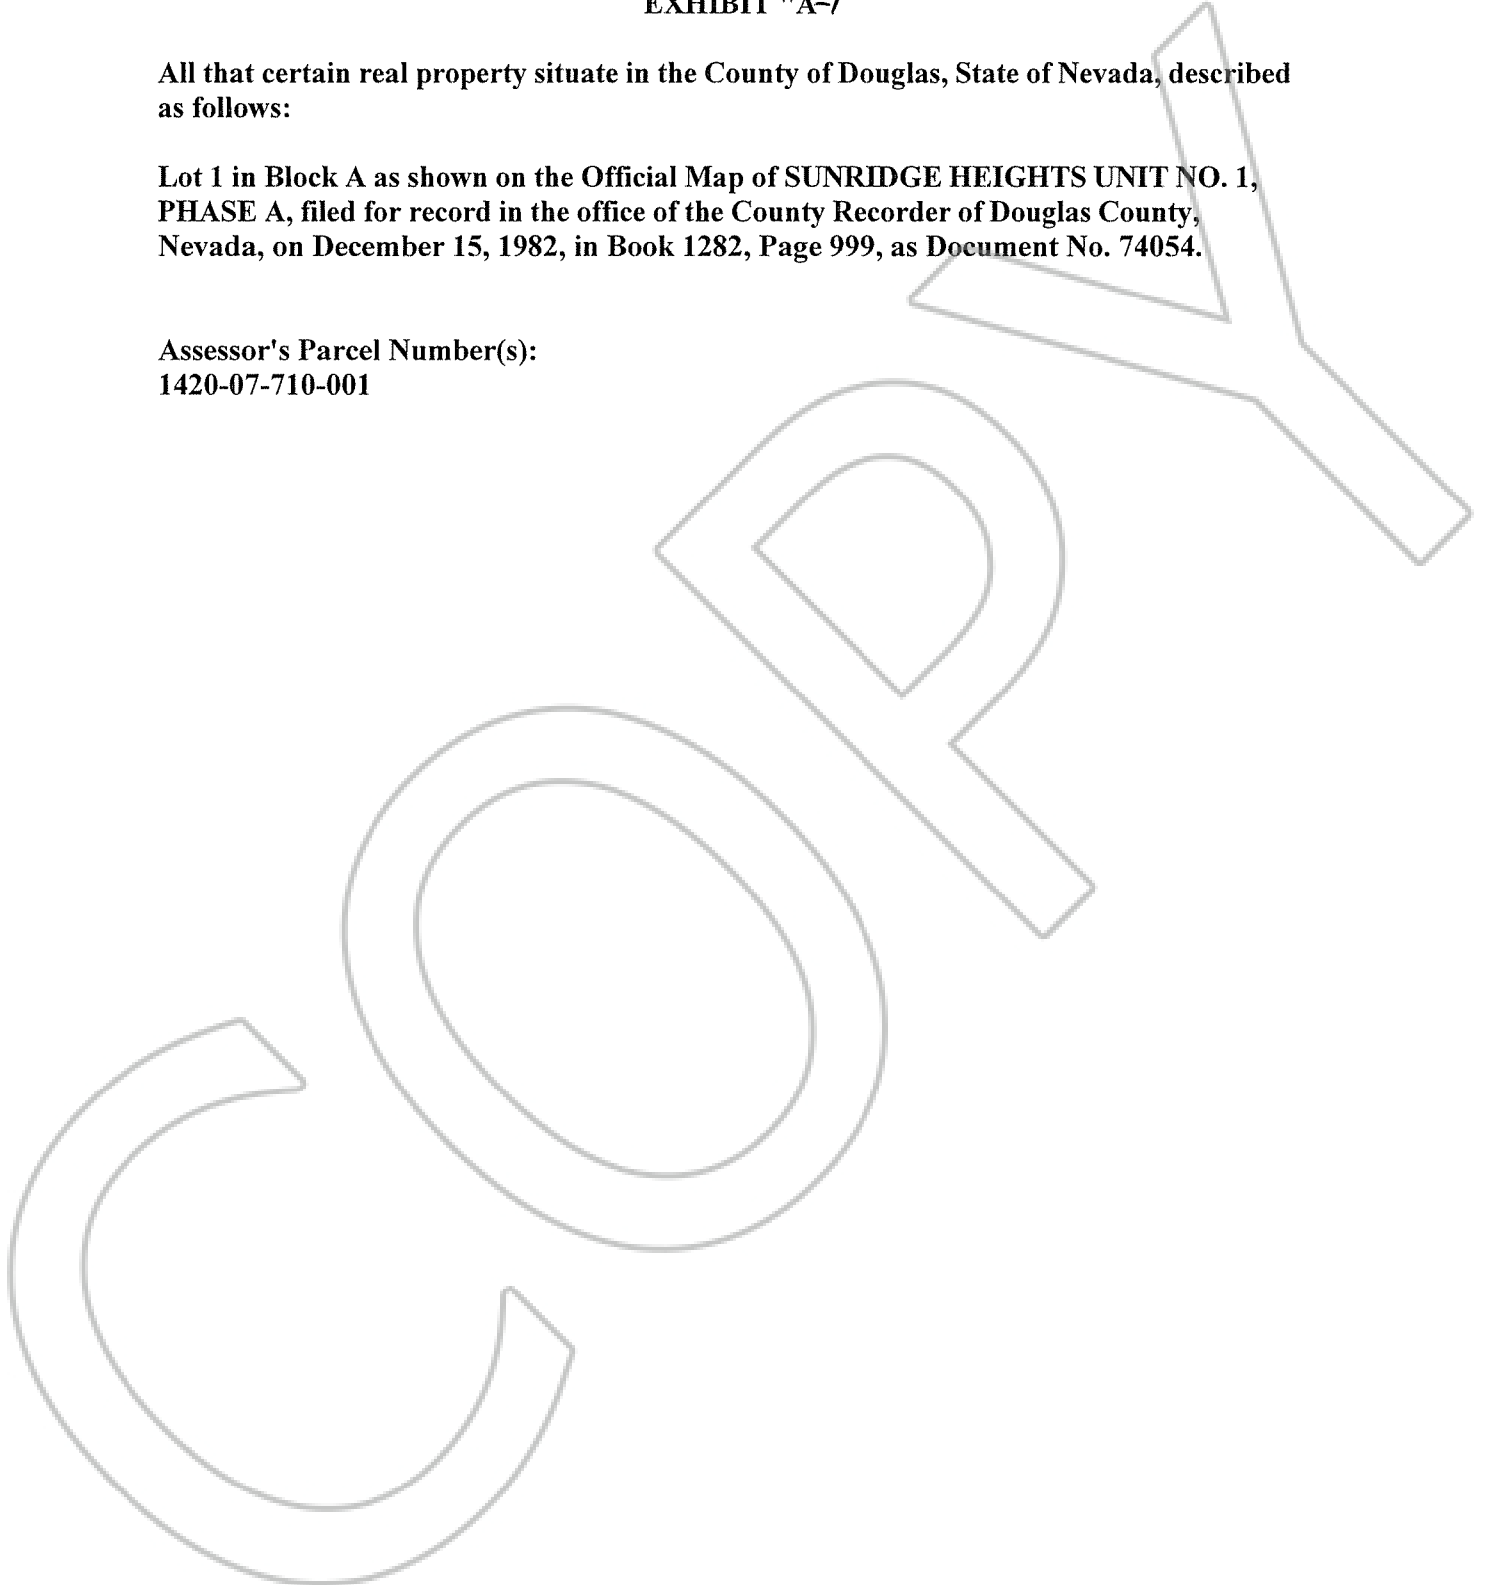 EXHIBIT "A"
All that certain real property situate in the County of Douglas, State of Nevada, described
as follows:
Lot 1 in Block A as shown on the Official Map of SUNRIDGE HEIGHTS UNIT NO. 1,
PHASE A, filed for record in the office of the County Recorder of Douglas County,
Nevada, on December 15, 1982, in Book 1282, Page 999, as Document No. 74054.
Assessor's Parcel Number(s):
1420-07-710-001
COPY